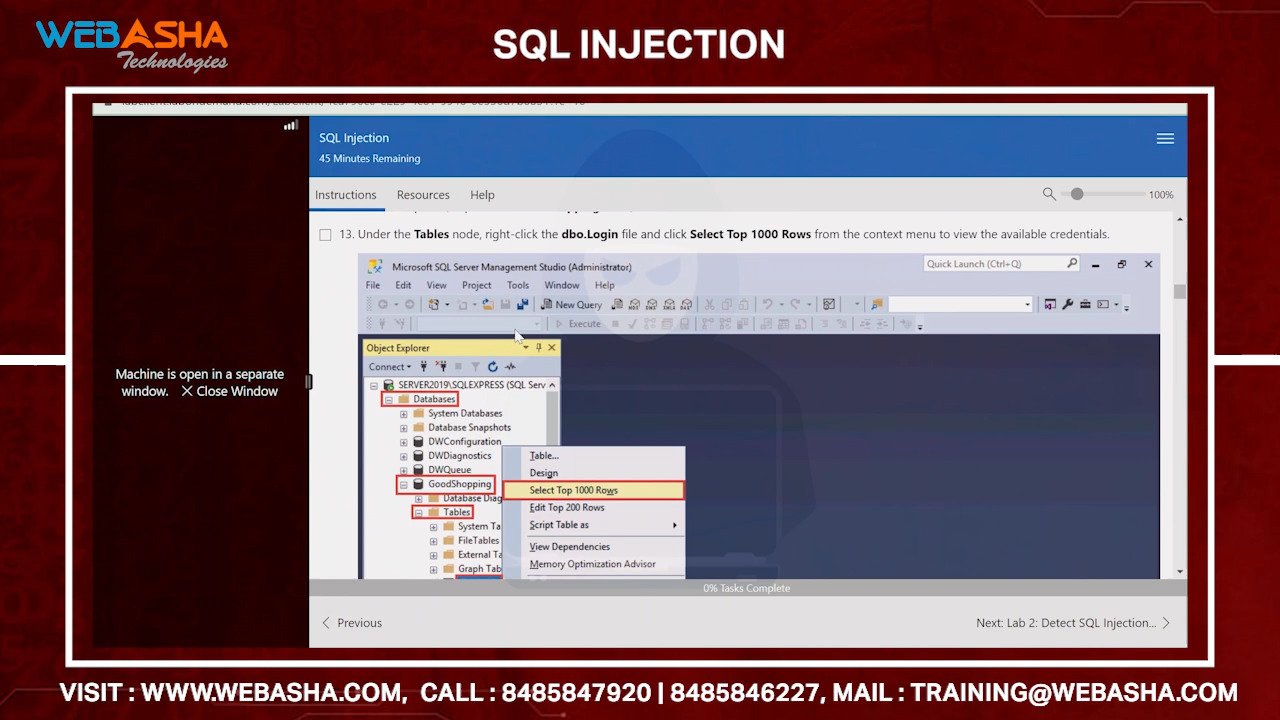 WEBASHA
Technologies
SQL INJECTION
SQL Injection
45 Minutes Remaining
Instructions Resources Help
100%
13. Under the Tables node, right-click the dbo.Login file and click Select Top 1000 Rows from the context menu to view the available credentials.
Microsoft SQL Server Management Studio (Administrator)
Quick Launch (Ctrl+Q)
File Edit View Project Tools Window Help
New Query
Execute
Object Explorer
Connect
SERVER2019\SQLEXPRESS (SQL Serv
Databases
System Databases
Database Snapshots
DWConfiguration
DWDiagnostics
DWQueue
GoodShopping
Database Diag
Tables
System Ta
FileTables
External Ta
Graph Tab
Table...
Design
Select Top 1000 Rows
Edit Top 200 Rows
Script Table as
View Dependencies
Memory Optimization Advisor
Machine is open in a separate
window. Close Window
0% Tasks Complete
Previous
Next: Lab 2: Detect SQL Injection...
VISIT : WWW.WEBASHA.COM, CALL : 8485847920 | 8485846227, MAIL : TRAINING@WEBASHA.COM